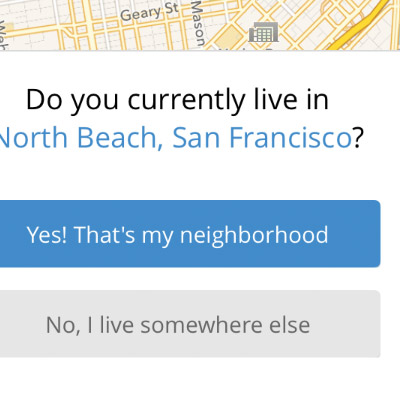 Geary St
Mason
Do you currently live in
North Beach, San Francisco?
Yes! That's my neighborhood
No, I live somewhere else